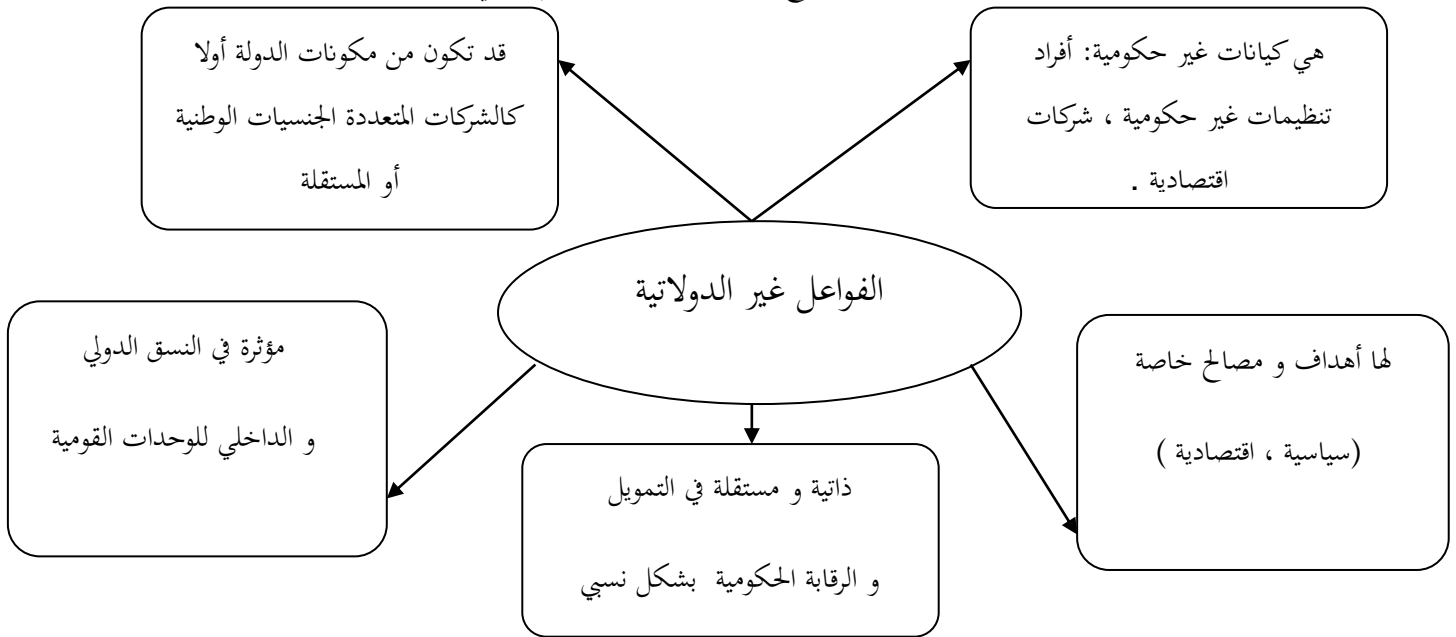 هي كيانات غير حكومية: أفراد
تنظيمات غير حكومية ، شركات
اقتصادية .
قد تكون من مكونات الدولة أولا
كالشركات المتعددة الجنسيات الوطنية
أو المستقلة
الفواعل غير الدولاتية
لها أهداف و مصالح خاصة
(سياسية ، اقتصادية )
مؤثرة في النسق الدولي
و الداخلي للوحدات القومية
ذاتية و مستقلة في التمويل
و الرقابة الحكومية بشكل نسبي